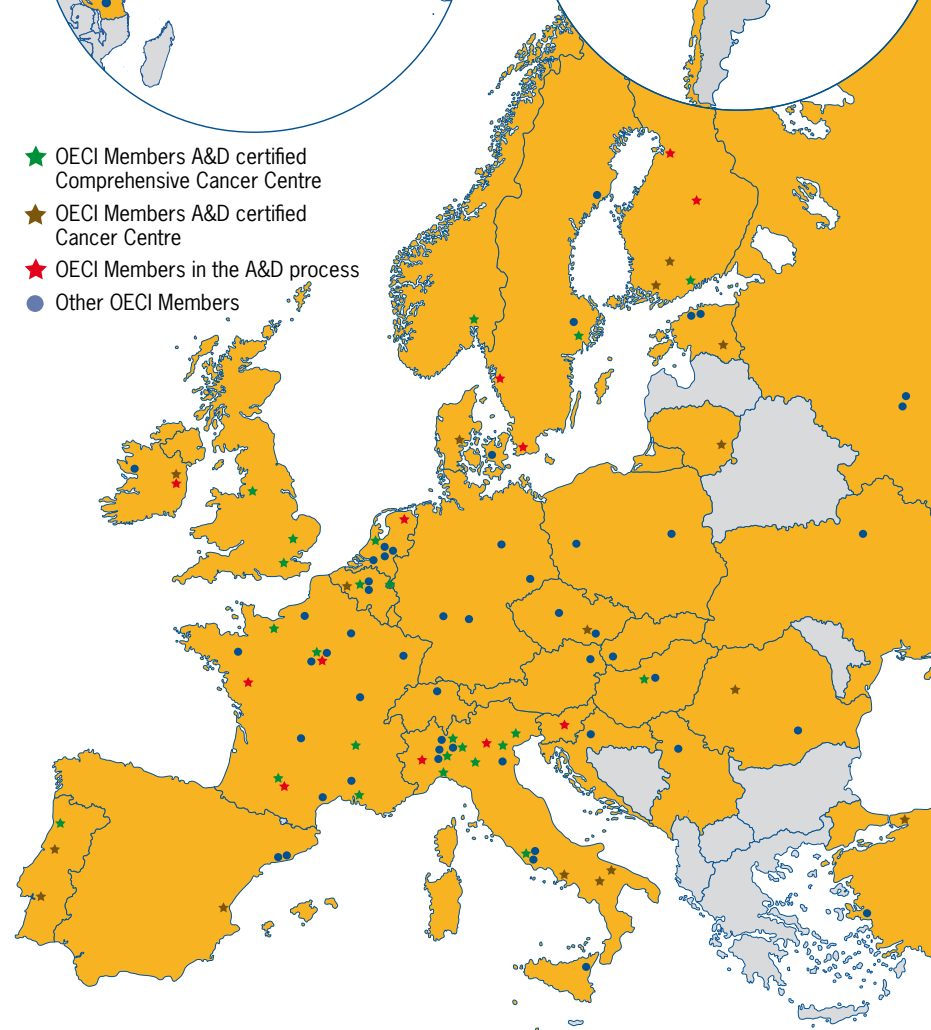 OECI Members A&D certified
Comprehensive Cancer Centre
OECI Members A&D certified
Cancer Centre
OECI Members in the A&D process
Other OECI Members